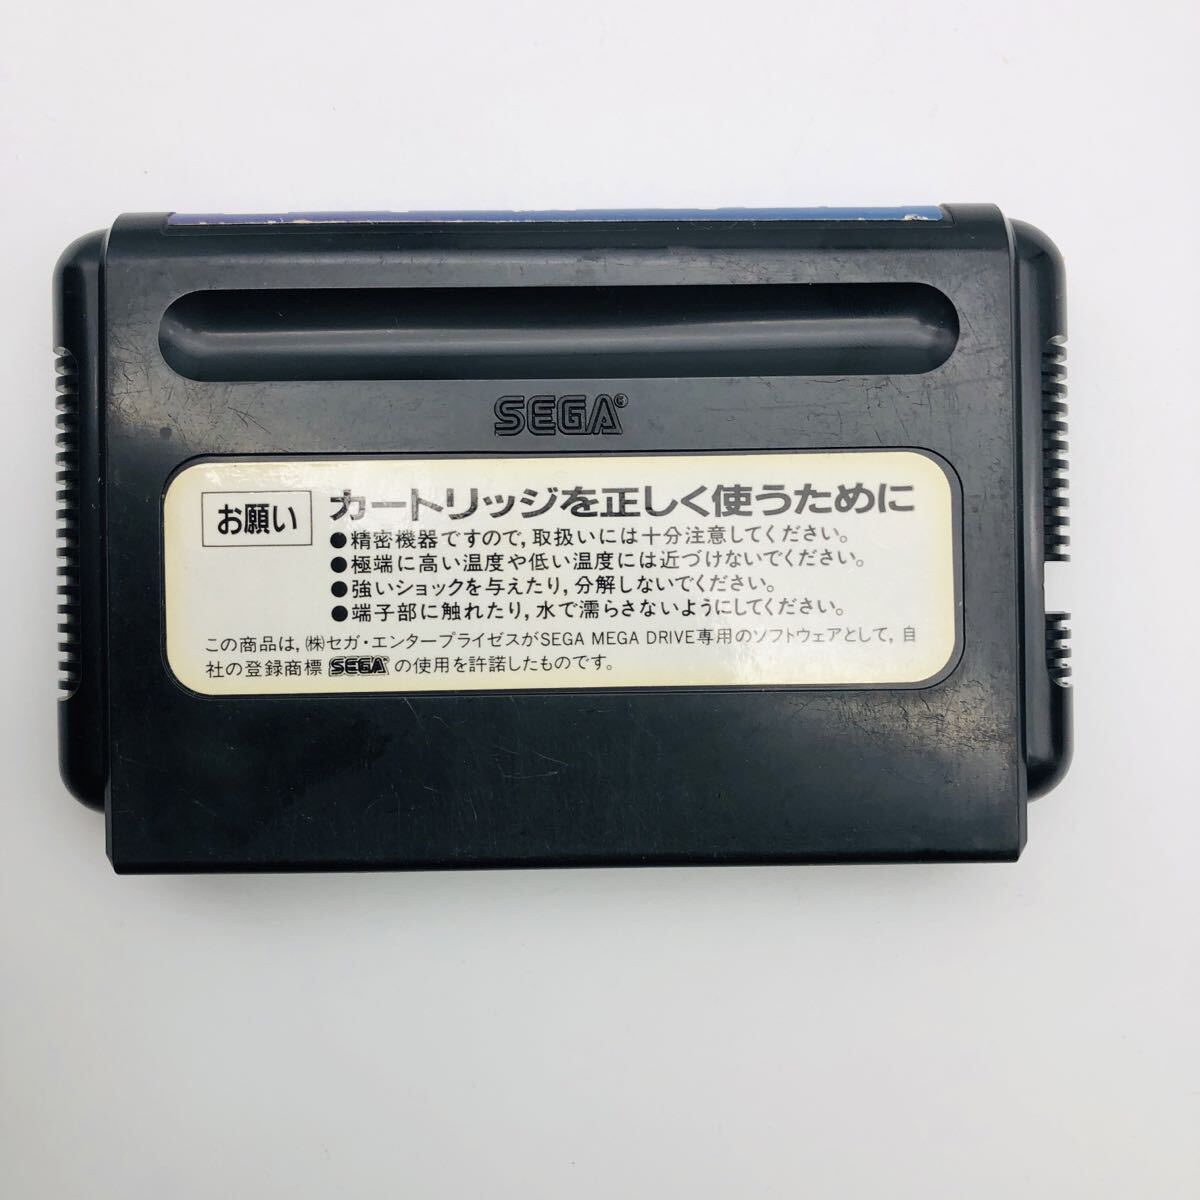 SEGA®
お願い
カートリッジを正しく使うために
●精密機器ですので,取扱いには十分注意してください。
●極端に高い温度や低い温度には近づけないでください。
●強いショックを与えたり,分解しないでください。
●端子部に触れたり,水で濡らさないようにしてください。
この商品は,㈱セガ・エンタープライゼスがSEGA MEGA DRIVE専用のソフトウェアとして,自
社の登録商標 SEGA の使用を許諾したものです。